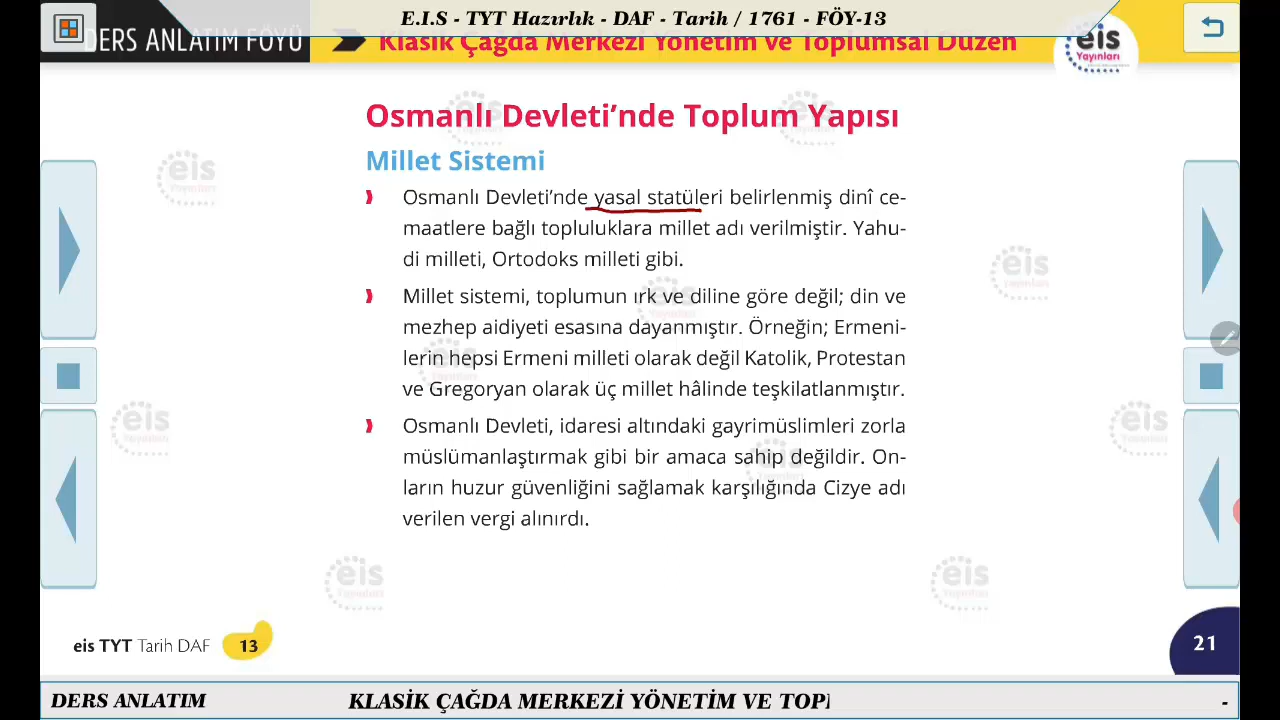 E.I.S - TYT Hazırlık - DAF - Tarih / 1761 - FÖY-13
DERS ANLATIM FÖYÜ
Klasik Çağda Merkezî Yönetim ve Toplumsal Düzen
eis
Yayınları
Osmanlı Devleti’nde Toplum Yapısı
Millet Sistemi
Osmanlı Devleti’nde yasal statüleri belirlenmiş dinî ce-
maatlere bağlı topluluklara millet adı verilmiştir. Yahu-
di milleti, Ortodoks milleti gibi.
Millet sistemi, toplumun ırk ve diline göre değil; din ve
mezhep aidiyeti esasına dayanmıştır. Örneğin; Ermeni-
lerin hepsi Ermeni milleti olarak değil Katolik, Protestan
ve Gregoryan olarak üç millet hâlinde teşkilatlanmıştır.
Osmanlı Devleti, idaresi altındaki gayrimüslimleri zorla
müslümanlaştırmak gibi bir amaca sahip değildir. On-
ların huzur güvenliğini sağlamak karşılığında Cizye adı
verilen vergi alınırdı.
eis TYT Tarih DAF 13
21
DERS ANLATIM KLASİK ÇAĞDA MERKEZİ YÖNETİM VE TOPI -